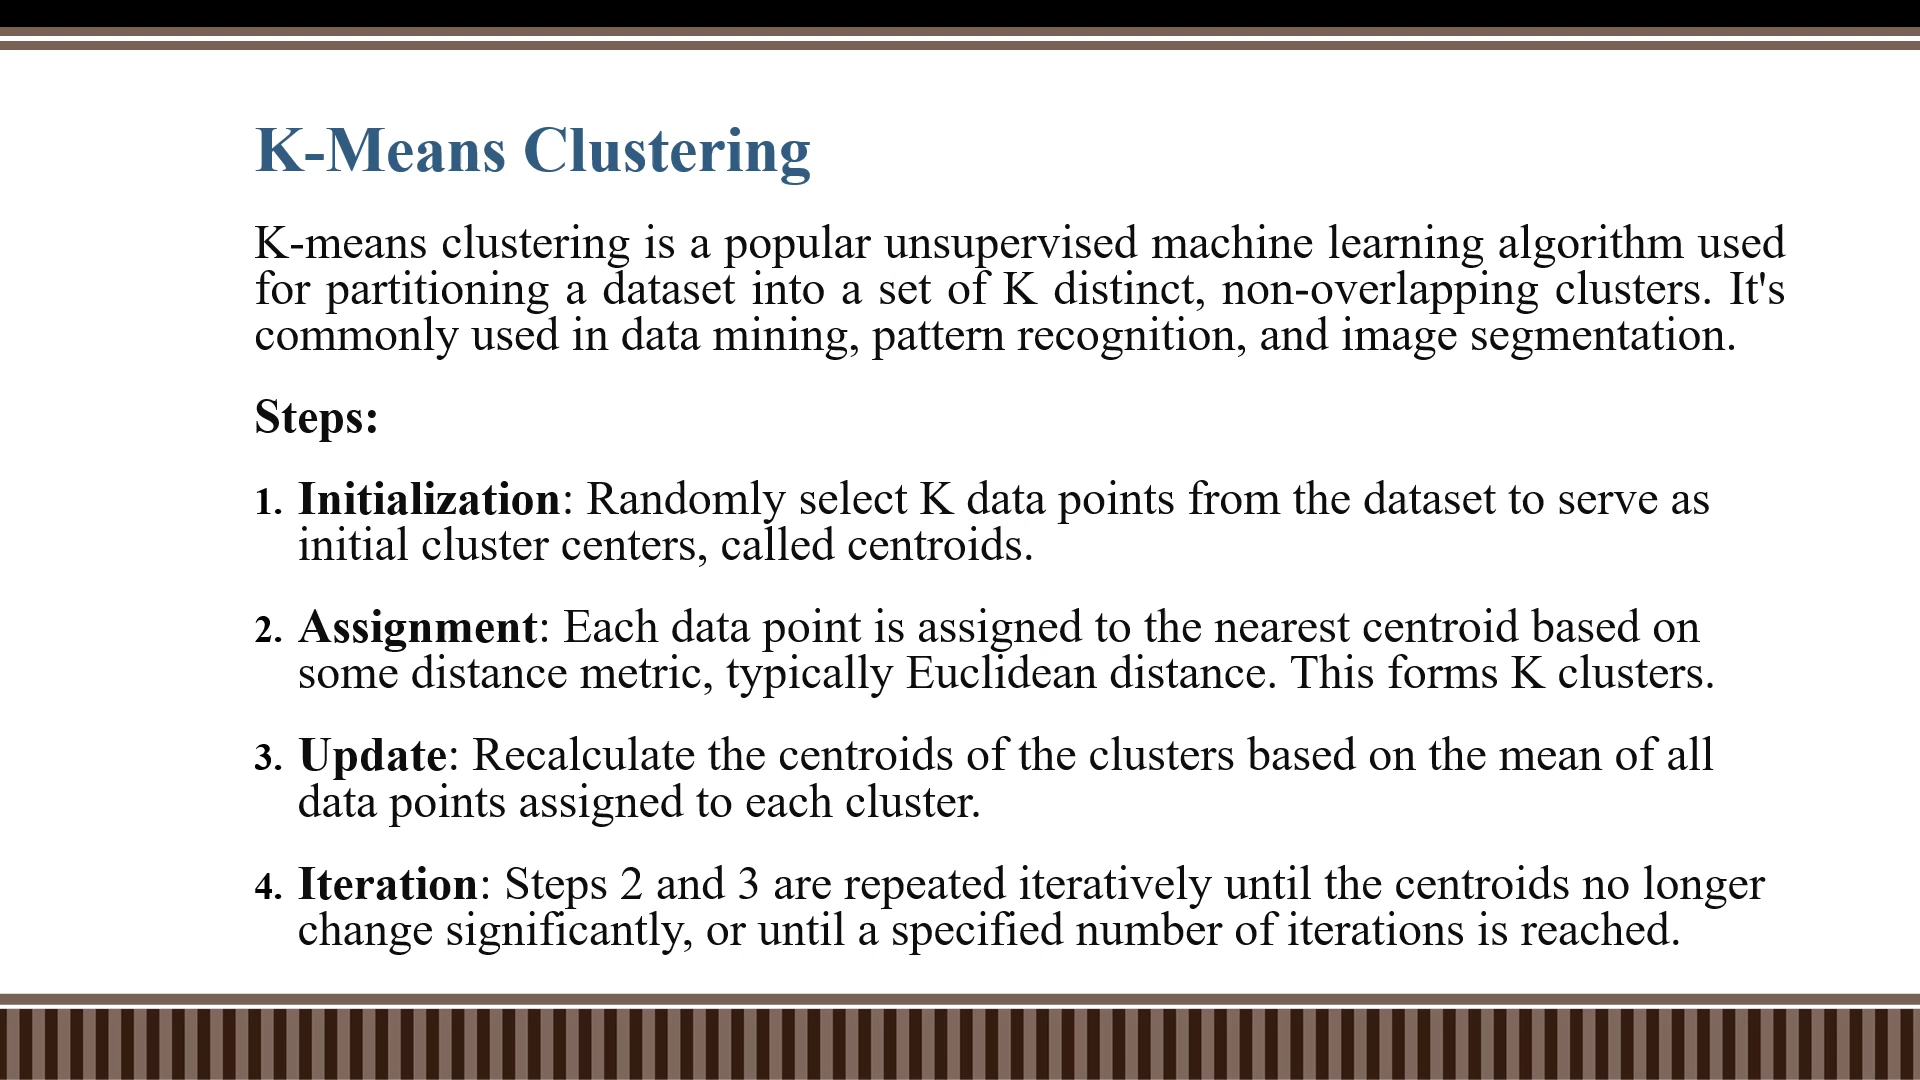 K-Means Clustering
K-means clustering is a popular unsupervised machine learning algorithm used
for partitioning a dataset into a set of K distinct, non-overlapping clusters. It's
commonly used in data mining, pattern recognition, and image segmentation.
Steps:
1. Initialization: Randomly select K data points from the dataset to serve as
initial cluster centers, called centroids.
2. Assignment: Each data point is assigned to the nearest centroid based on
some distance metric, typically Euclidean distance. This forms K clusters.
3. Update: Recalculate the centroids of the clusters based on the mean of all
data points assigned to each cluster.
4. Iteration: Steps 2 and 3 are repeated iteratively until the centroids no longer
change significantly, or until a specified number of iterations is reached.